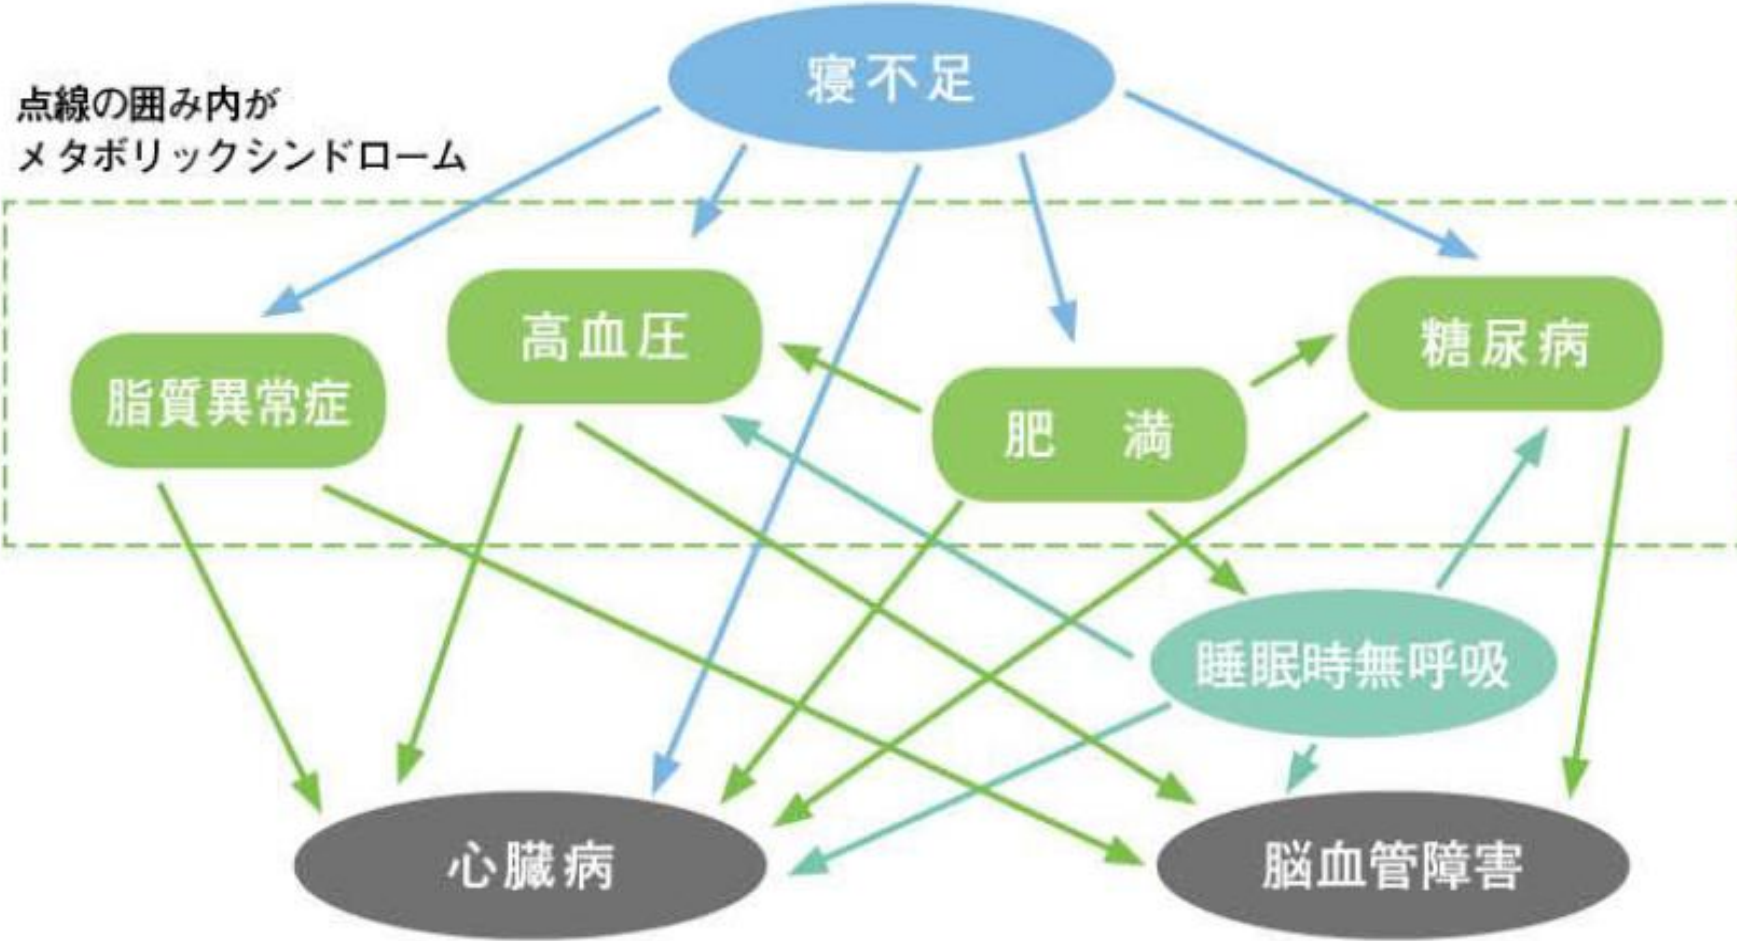 寝不足
点線の囲み内が
メタボリックシンドローム
脂質異常症
高血圧
肥 満
糖尿病
睡眠時無呼吸
心臓病
脳血管障害